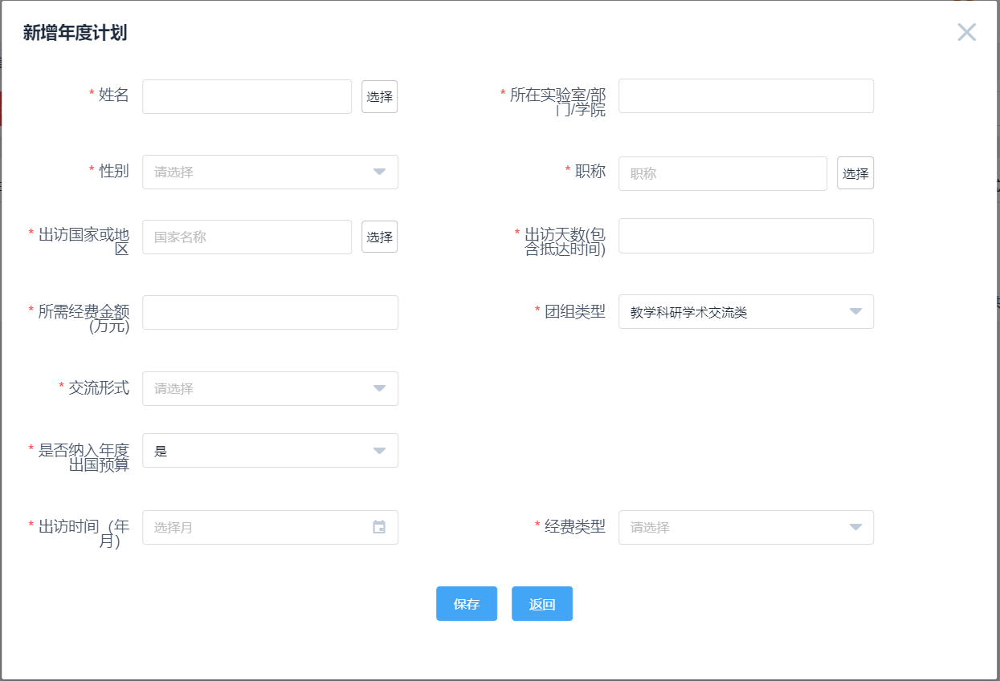 新增年度计划
* 姓名
选择
* 所在实验室/部
门/学院
* 性别
请选择
* 职称
职称
选择
* 出访国家或地
区
国家名称
选择
* 出访天数(包
含抵达时间)
* 所需经费金额
(万元)
* 团组类型
教学科研学术交流类
* 交流形式
请选择
* 是否纳入年度
出国预算
是
* 出访时间（年
月）
选择月
* 经费类型
请选择
保存
返回